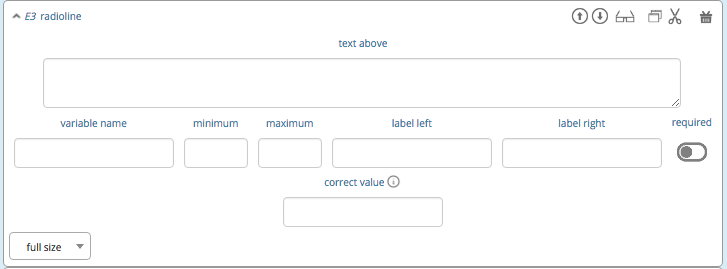 E3 radioline
text above
variable name minimum maximum label left label right required
correct value
full size